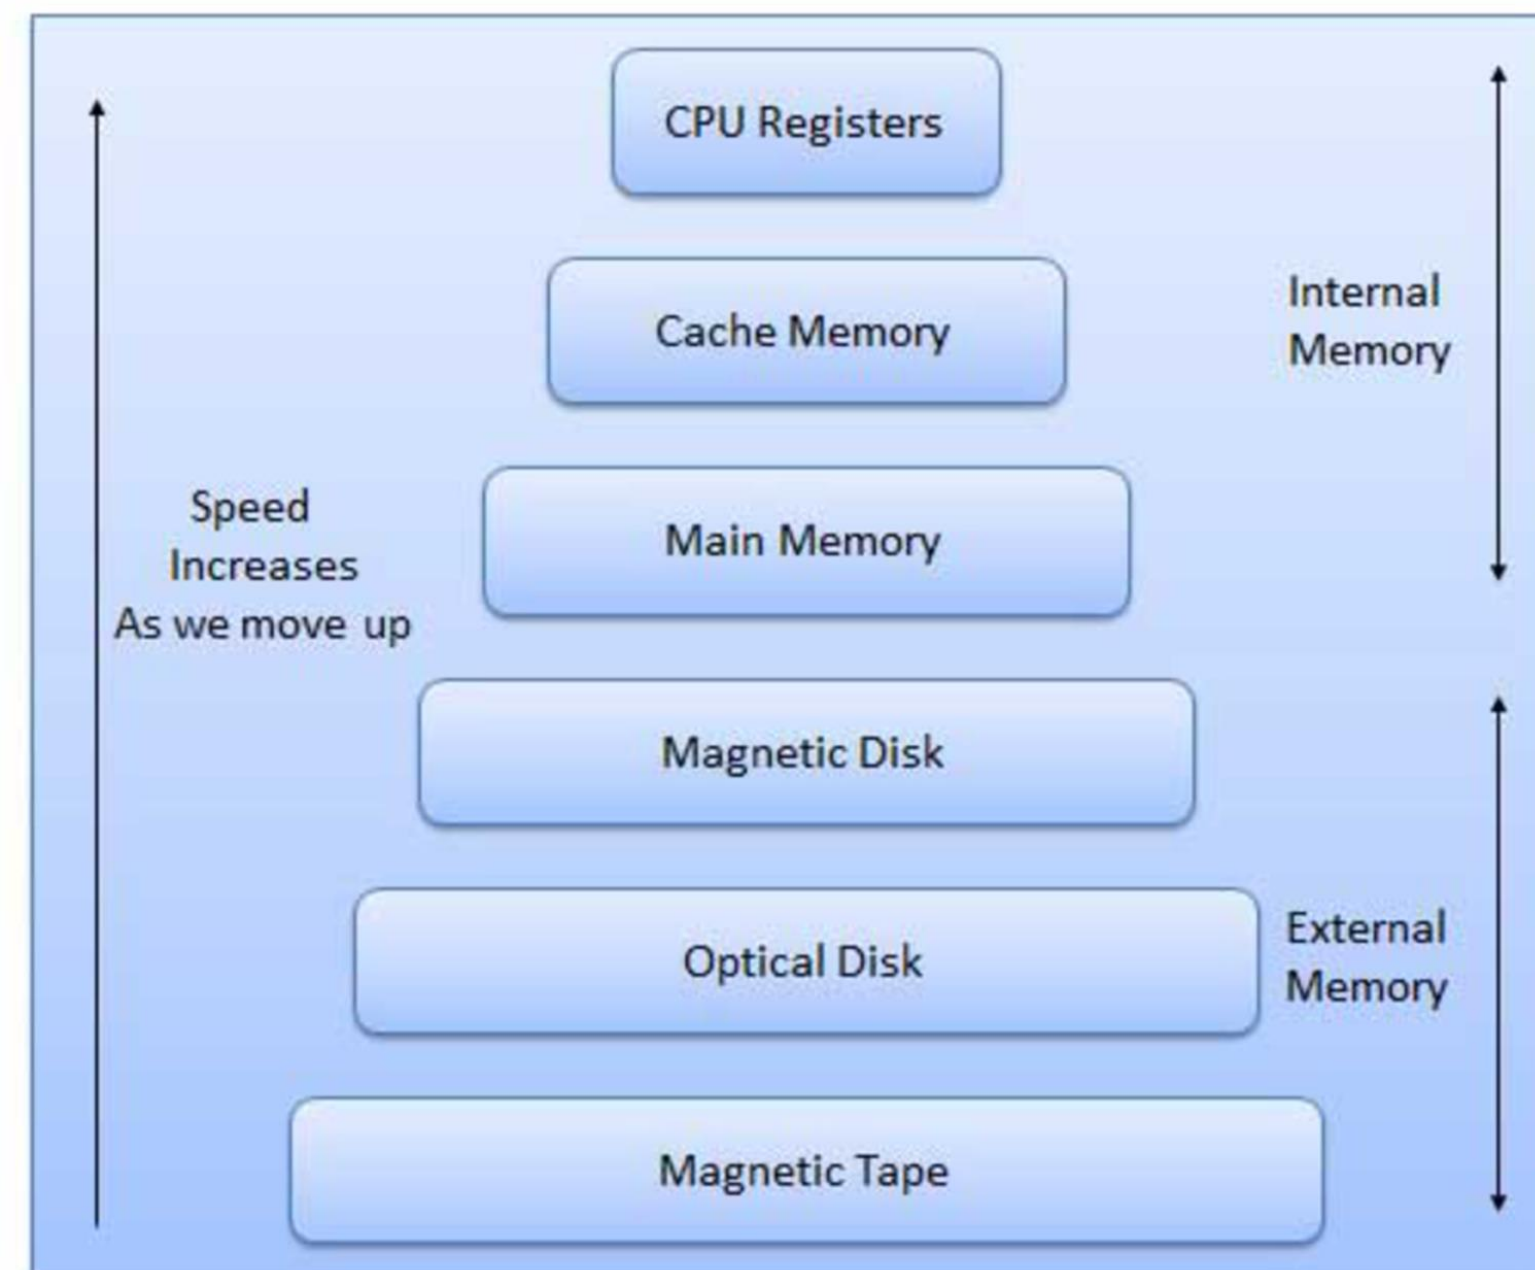 CPU Registers
Cache Memory
Internal
Memory
Main Memory
Speed
Increases
As we move up
Magnetic Disk
Optical Disk
External
Memory
Magnetic Tape